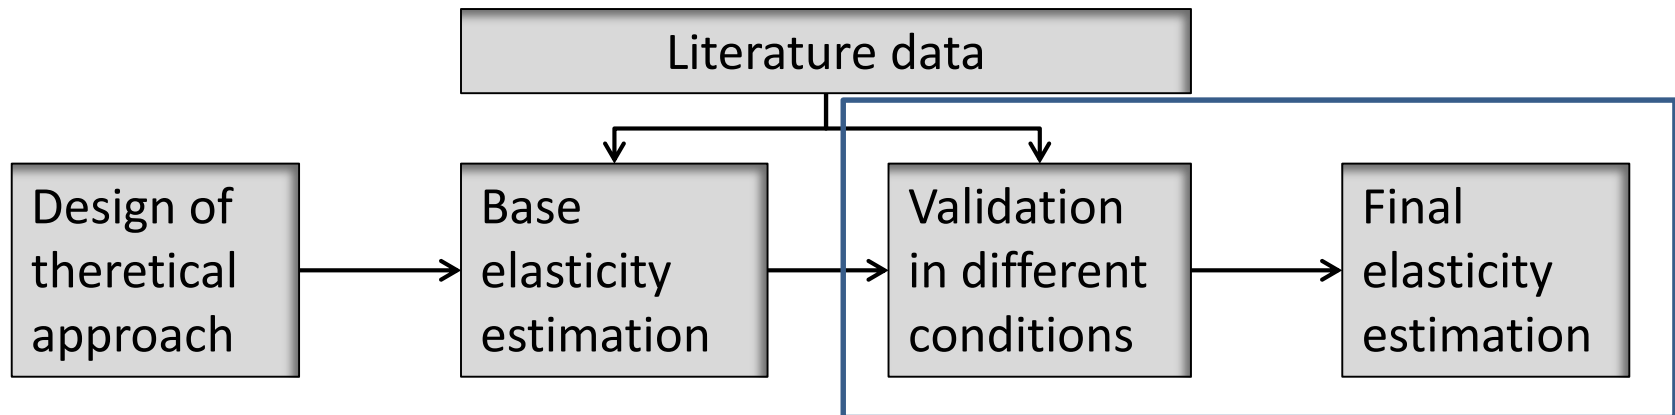 Literature data
Design of
theretical
approach
Base
elasticity
estimation
Validation
in different
conditions
Final
elasticity
estimation